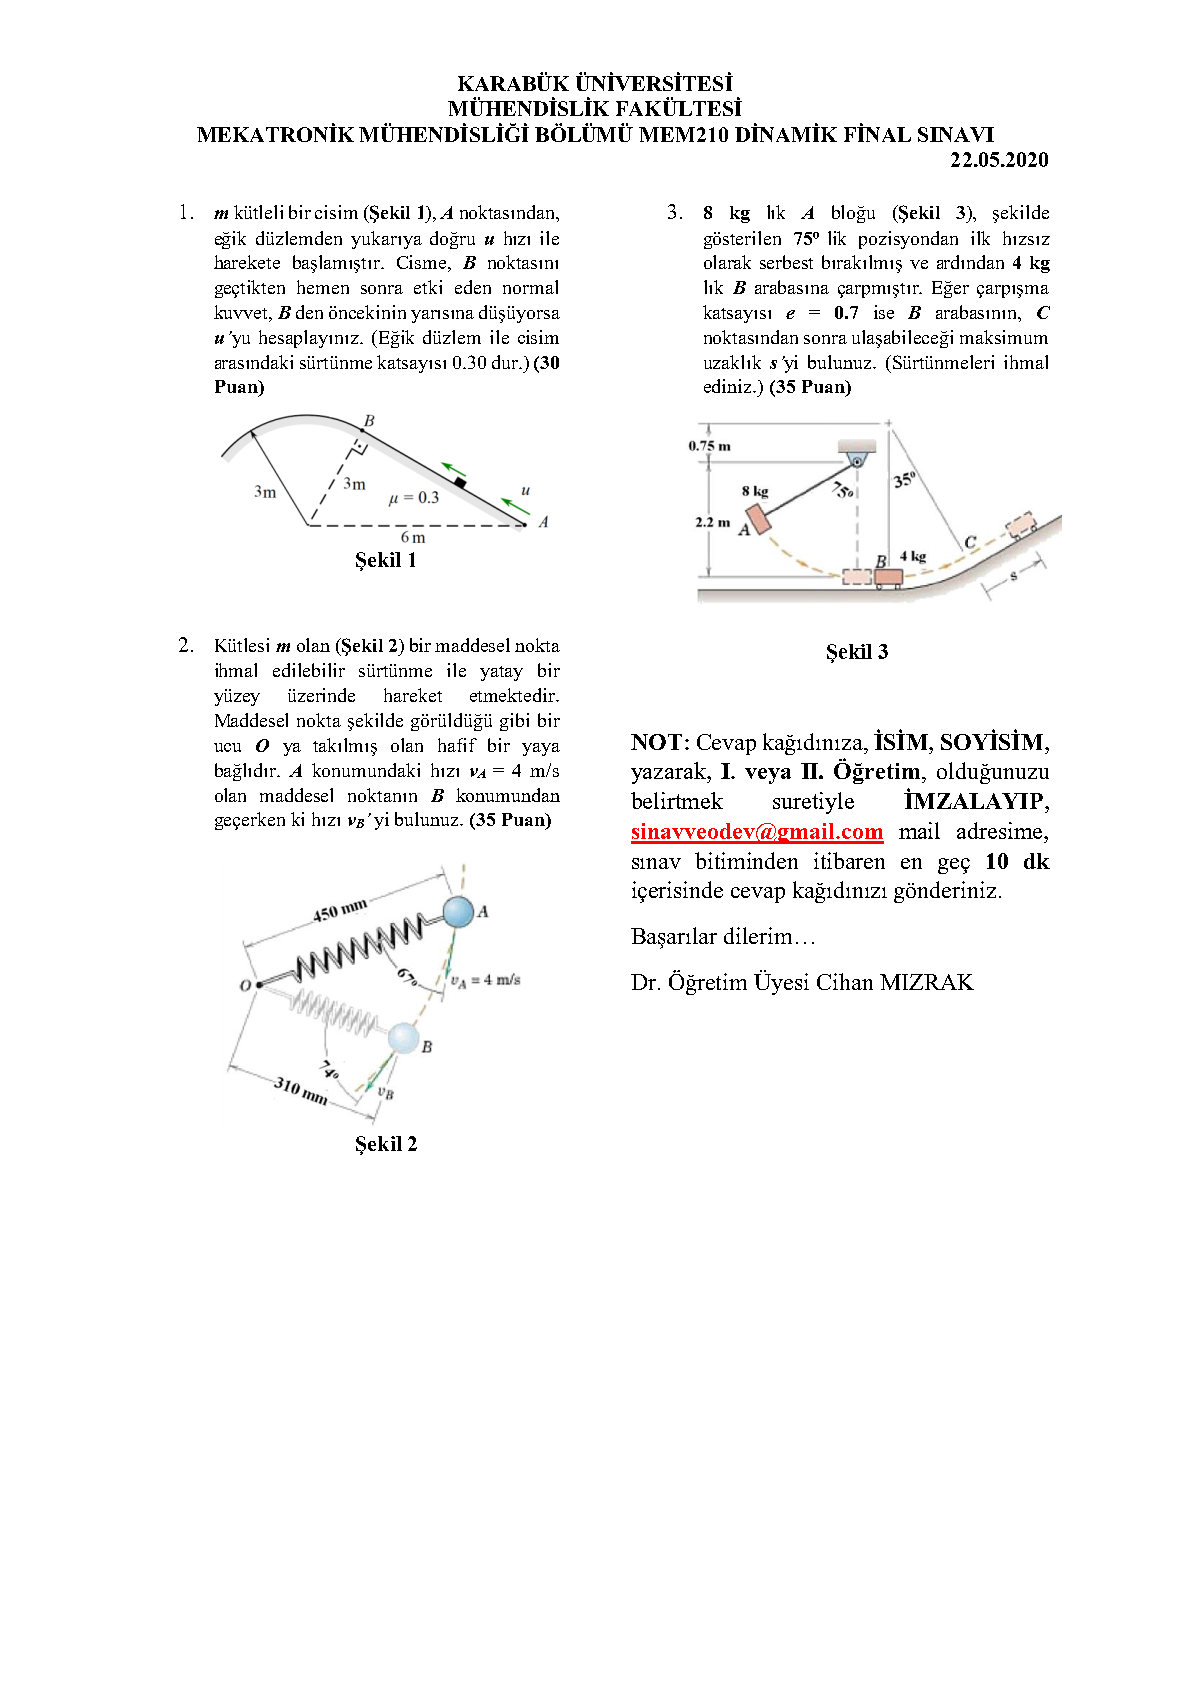 KARABÜK ÜNİVERSİTESİ
MÜHENDİSLİK FAKÜLTESİ
MEKATRONİK MÜHENDİSLİĞİ BÖLÜMÜ MEM210 DİNAMİK FİNAL SINAVI
22.05.2020
1. m kütleli bir cisim (Şekil 1), A noktasından,
eğik düzlemden yukarıya doğru u hızı ile
harekete başlamıştır. Cisme, B noktasını
geçtikten hemen sonra etki eden normal
kuvvet, B den öncekinin yarısına düşüyorsa
u'yu hesaplayınız. (Eğik düzlem ile cisim
arasındaki sürtünme katsayısı 0.30 dur.) (30
Puan)
B
3m
3m
μ = 0.3
u
A
6 m
Şekil 1
2. Kütlesi m olan (Şekil 2) bir maddesel nokta
ihmal edilebilir sürtünme ile yatay bir
yüzey üzerinde hareket etmektedir.
Maddesel nokta şekilde görüldüğü gibi bir
ucu O ya takılmış olan hafif bir yaya
bağlıdır. A konumundaki hızı vA = 4 m/s
olan maddesel noktanın B konumundan
geçerken ki hızı vB' yi bulunuz. (35 Puan)
450 mm
A
67º
vA = 4 m/s
O
B
74º
310 mm
vB
Şekil 2
3. 8 kg lık A bloğu (Şekil 3), şekilde
gösterilen 75º lik pozisyondan ilk hızsız
olarak serbest bırakılmış ve ardından 4 kg
lık B arabasına çarpmıştır. Eğer çarpışma
katsayısı e = 0.7 ise B arabasının, C
noktasından sonra ulaşabileceği maksimum
uzaklık s'yi bulunuz. (Sürtünmeleri ihmal
ediniz.) (35 Puan)
0.75 m
8 kg
75º
35º
2.2 m
A
C
B
4 kg
s
Şekil 3
NOT: Cevap kağıdınıza, İSİM, SOYİSİM,
yazarak, I. veya II. Öğretim, olduğunuzu
belirtmek suretiyle İMZALAYIP,
sinavveodev@gmail.com mail adresime,
sınav bitiminden itibaren en geç 10 dk
içerisinde cevap kağıdınızı gönderiniz.
Başarılar dilerim…
Dr. Öğretim Üyesi Cihan MIZRAK